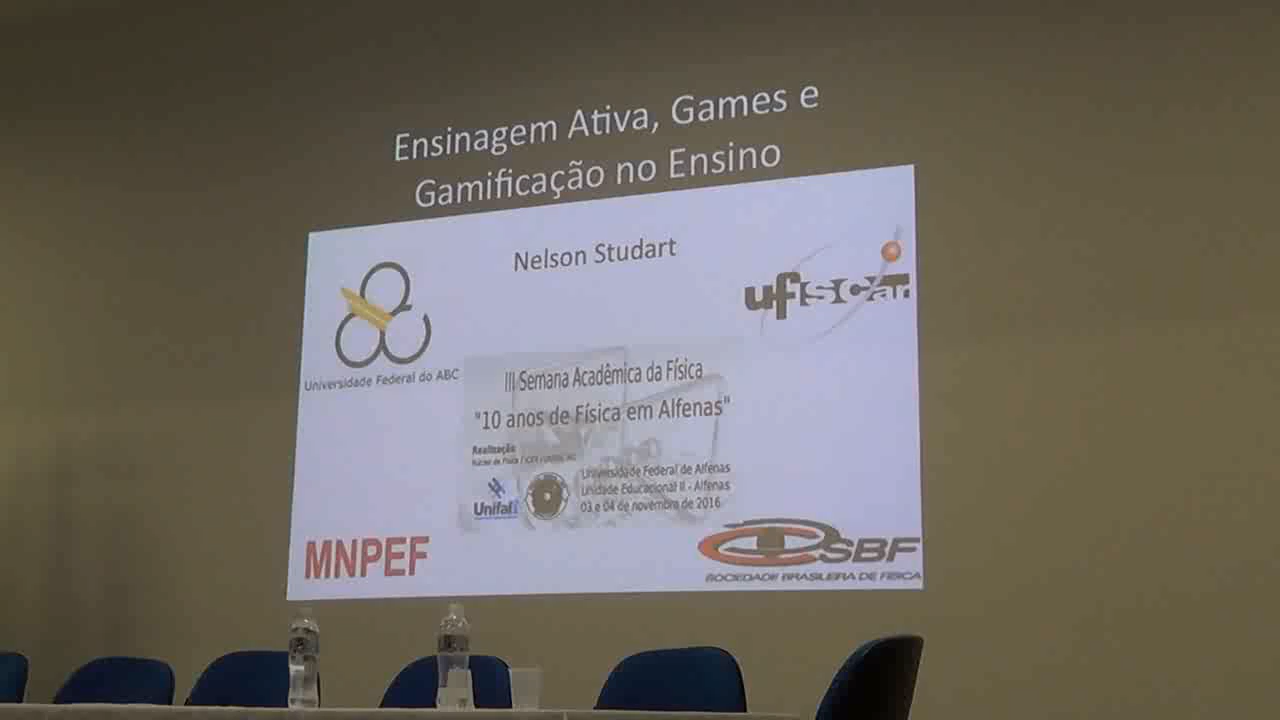 Ensinagem Ativa, Games e
Gamificação no Ensino
Nelson Studart
ufiscar
Universidade Federal do ABC
III Semana Acadêmica da Física
"10 anos de Física em Alfenas"
Realização
Universidade Federal de Alfenas
Unidade Educacional II - Alfenas
03 e 04 de novembro de 2016
Unifal
MNPEF
SBF
SOCIEDADE BRASILEIRA DE FÍSICA